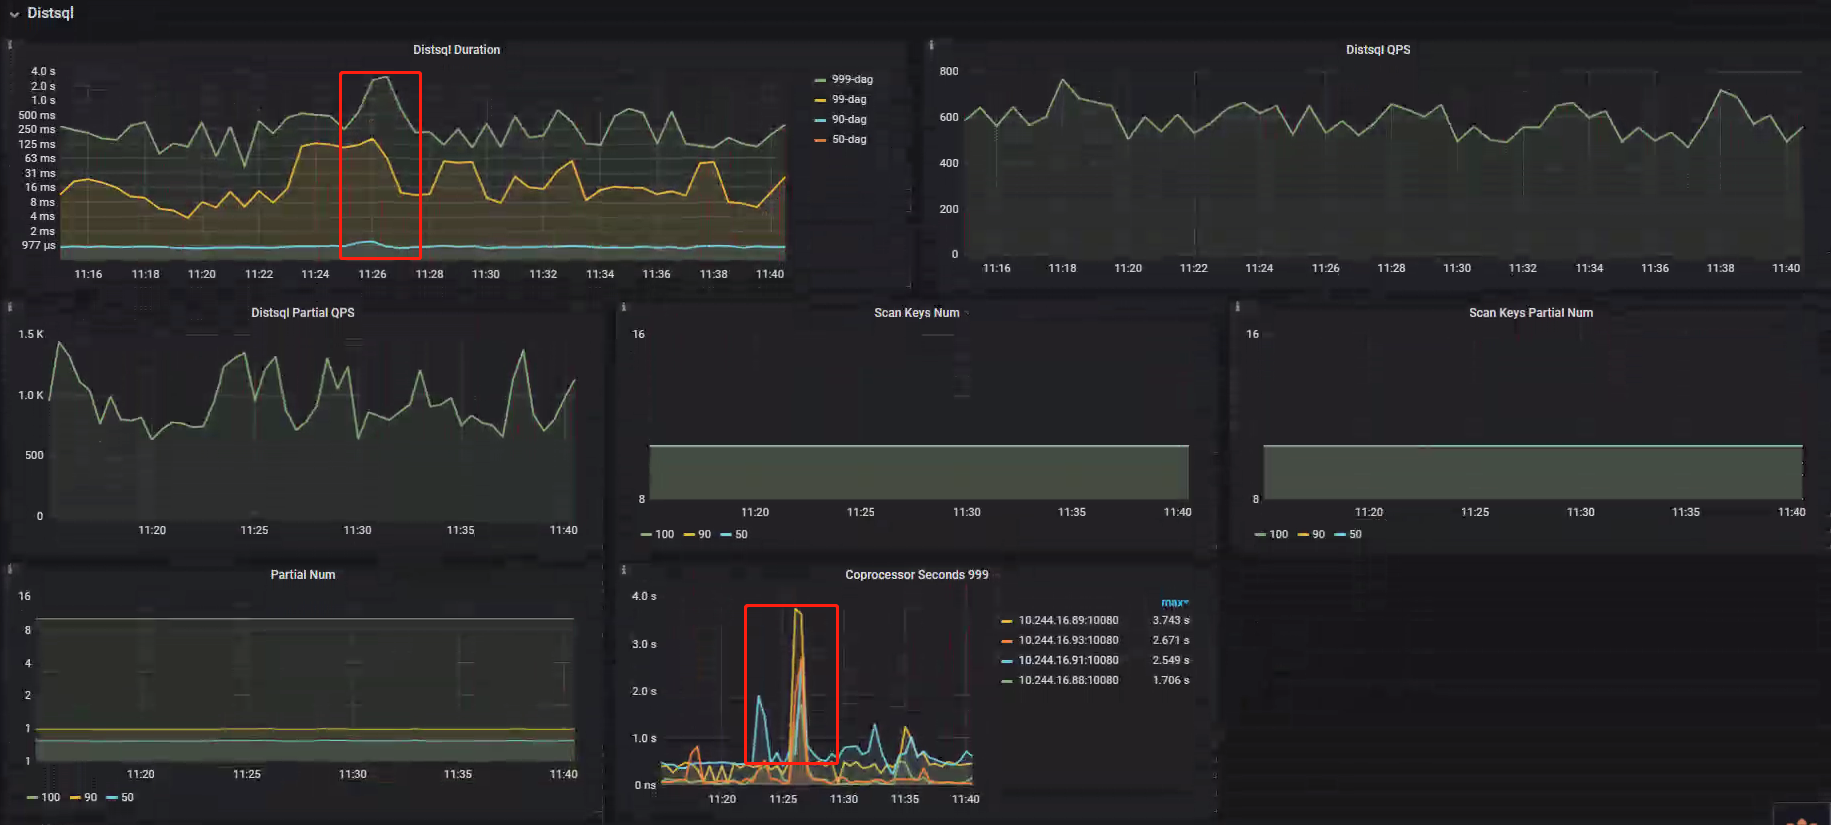 Distsql
Distsql Duration
4.0 s
2.0 s
1.0 s
500 ms
250 ms
125 ms
63 ms
31 ms
16 ms
8 ms
4 ms
2 ms
977 µs
11:16 11:18 11:20 11:22 11:24 11:26 11:28 11:30 11:32 11:34 11:36 11:38 11:40
999-dag
99-dag
90-dag
50-dag
Distsql QPS
800
600
400
200
0
11:16 11:18 11:20 11:22 11:24 11:26 11:28 11:30 11:32 11:34 11:36 11:38 11:40
Distsql Partial QPS
1.5 K
1.0 K
500
0
11:20 11:25 11:30 11:35 11:40
Scan Keys Num
16
8
11:20 11:25 11:30 11:35 11:40
100 90 50
Scan Keys Partial Num
16
8
11:20 11:25 11:30 11:35 11:40
100 90 50
Partial Num
16
8
4
2
1
1
11:20 11:25 11:30 11:35 11:40
100 90 50
Coprocessor Seconds 999
4.0 s
3.0 s
2.0 s
1.0 s
0 ns
11:20 11:25 11:30 11:35 11:40
max
10.244.16.89:10080 3.743 s
10.244.16.93:10080 2.671 s
10.244.16.91:10080 2.549 s
10.244.16.88:10080 1.706 s